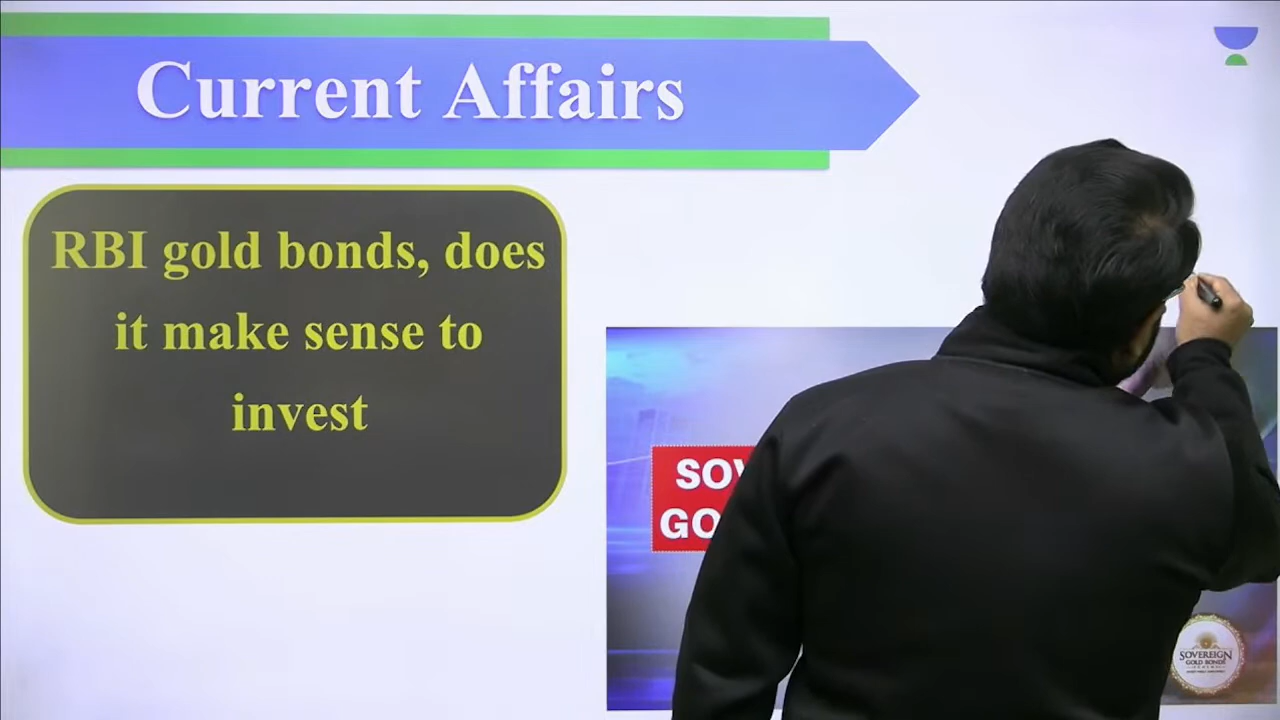 Current Affairs
RBI gold bonds, does
it make sense to
invest
SOV
GO
SOVEREIGN
GOLD BONDS